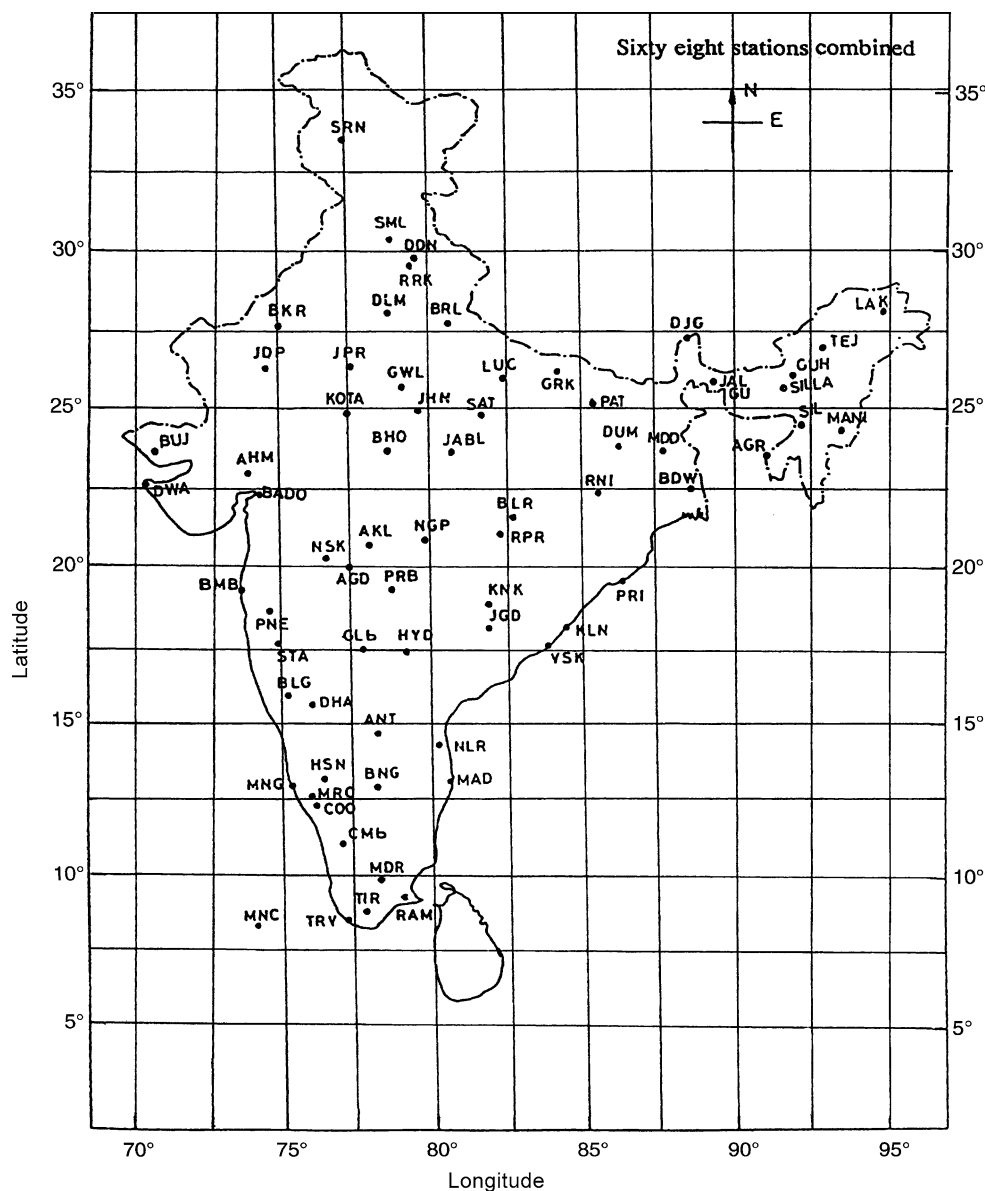 Sixty eight stations combined
35°
35°
N
E
SRN
SML
30°
DDN
30°
RRK
DLM
BRL
LAK
BKR
DJG
TEJ
JDP
JPR
LUC
GUH
GWL
GRK
JAL
SILLA
GU
KOTA
JHN
SAT
PAT
25°
25°
SIL
MANI
BUJ
BHO
JABL
DUM
MDD
AGR
AHM
RNI
BDW
DWA
BADO
BLR
AKL
NGP
RPR
NSK
20°
20°
AGD
PRB
BMB
KNK
PRI
JGD
PNE
KLN
GLb
HYD
STA
VSK
BLG
DHA
15°
ANT
15°
NLR
HSN
BNG
MNG
MRC
MAD
COO
CMb
10°
MDR
10°
TIR
MNC
TRV
RAM
5°
5°
70°
75°
80°
85°
90°
95°
Latitude
Longitude